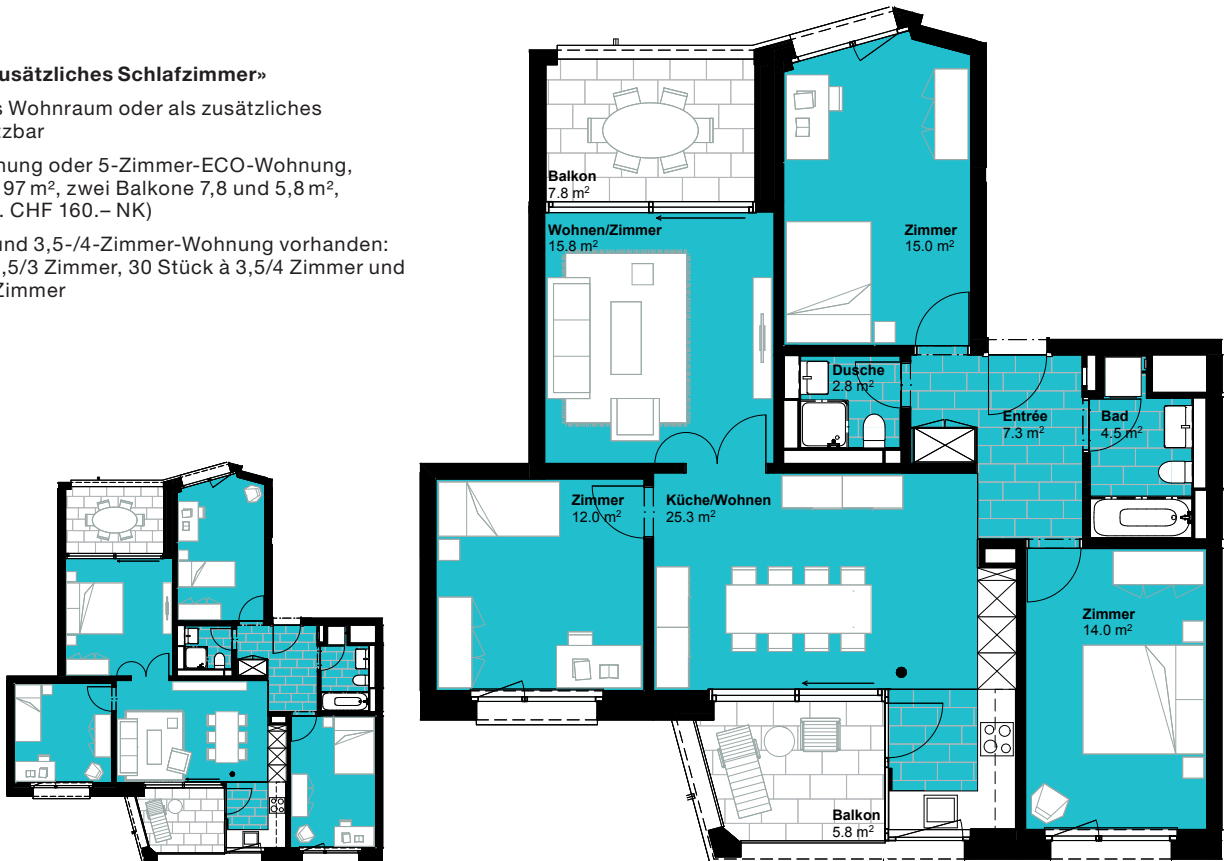 usätzliches Schlafzimmer»
s Wohnraum oder als zusätzliches
tzbar
nung oder 5-Zimmer-ECO-Wohnung,
97 m², zwei Balkone 7,8 und 5,8 m²,
. CHF 160.– NK)
und 3,5-/4-Zimmer-Wohnung vorhanden:
,5/3 Zimmer, 30 Stück à 3,5/4 Zimmer und
Zimmer
Balkon
7.8 m²
Wohnen/Zimmer
15.8 m²
Zimmer
15.0 m²
Dusche
2.8 m²
Entrée
7.3 m²
Bad
4.5 m²
Zimmer
12.0 m²
Küche/Wohnen
25.3 m²
Zimmer
14.0 m²
Balkon
5.8 m²